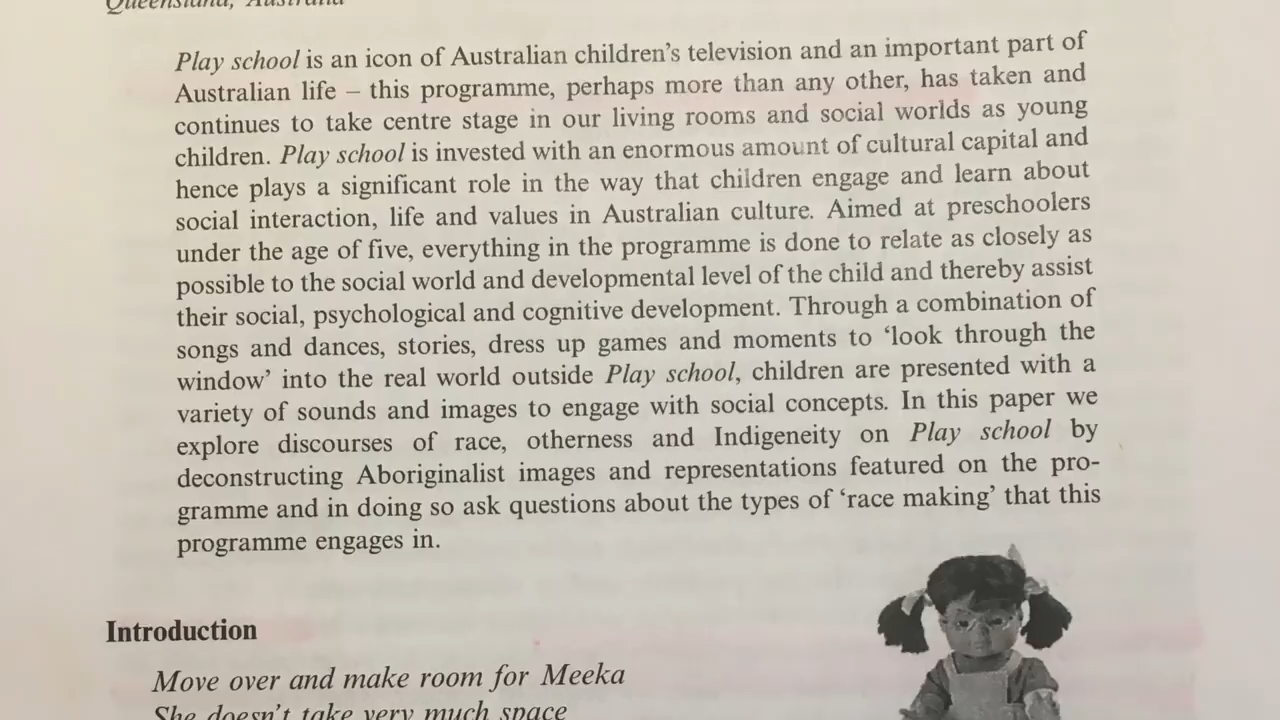 Queensland, Australia
Play school is an icon of Australian children's television and an important part of
Australian life – this programme, perhaps more than any other, has taken and
continues to take centre stage in our living rooms and social worlds as young
children. Play school is invested with an enormous amount of cultural capital and
hence plays a significant role in the way that children engage and learn about
social interaction, life and values in Australian culture. Aimed at preschoolers
under the age of five, everything in the programme is done to relate as closely as
possible to the social world and developmental level of the child and thereby assist
their social, psychological and cognitive development. Through a combination of
songs and dances, stories, dress up games and moments to ‘look through the
window’ into the real world outside Play school, children are presented with a
variety of sounds and images to engage with social concepts. In this paper we
explore discourses of race, otherness and Indigeneity on Play school by
deconstructing Aboriginalist images and representations featured on the pro-
gramme and in doing so ask questions about the types of ‘race making’ that this
programme engages in.
Introduction
Move over and make room for Meeka
She doesn't take very much space